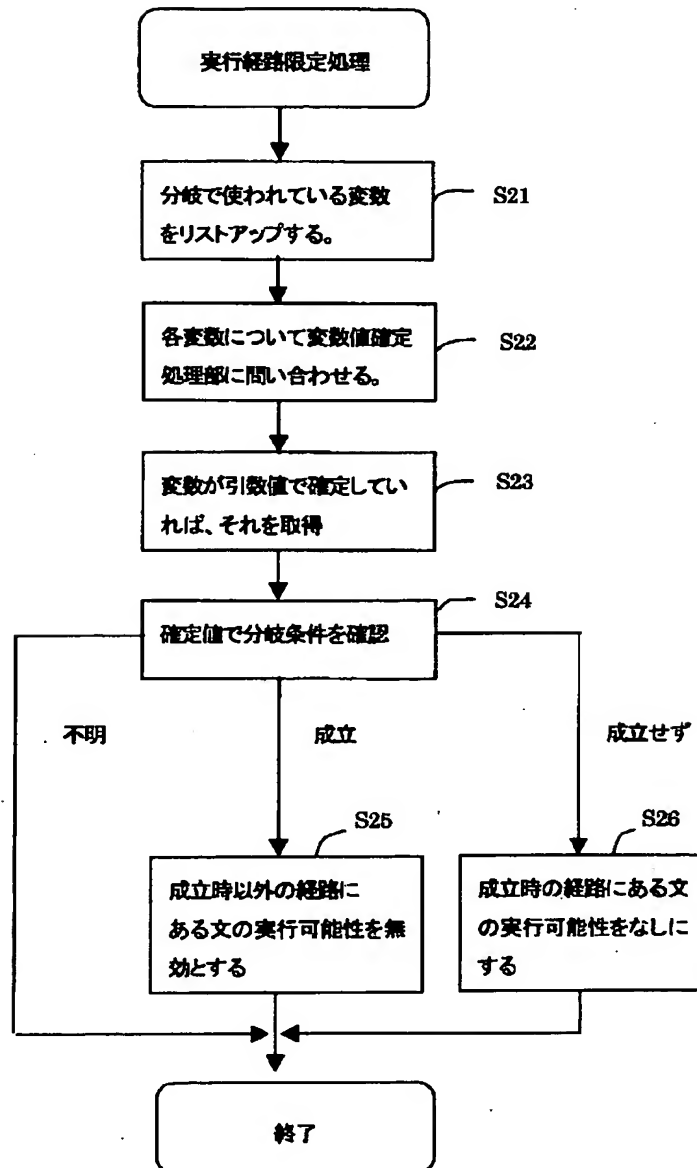 実行経路限定処理
分岐で使われている変数
をリストアップする。
S21
各変数について変数値確定
処理部に問い合わせる。
S22
変数が引数値で確定してい
れば、それを取得
S23
S24
確定値で分岐条件を確認
不明
成立
成立せず
S25
成立時以外の経路に
ある文の実行可能性を無
効とする
S26
成立時の経路にある文
の実行可能性をなしに
する
終了